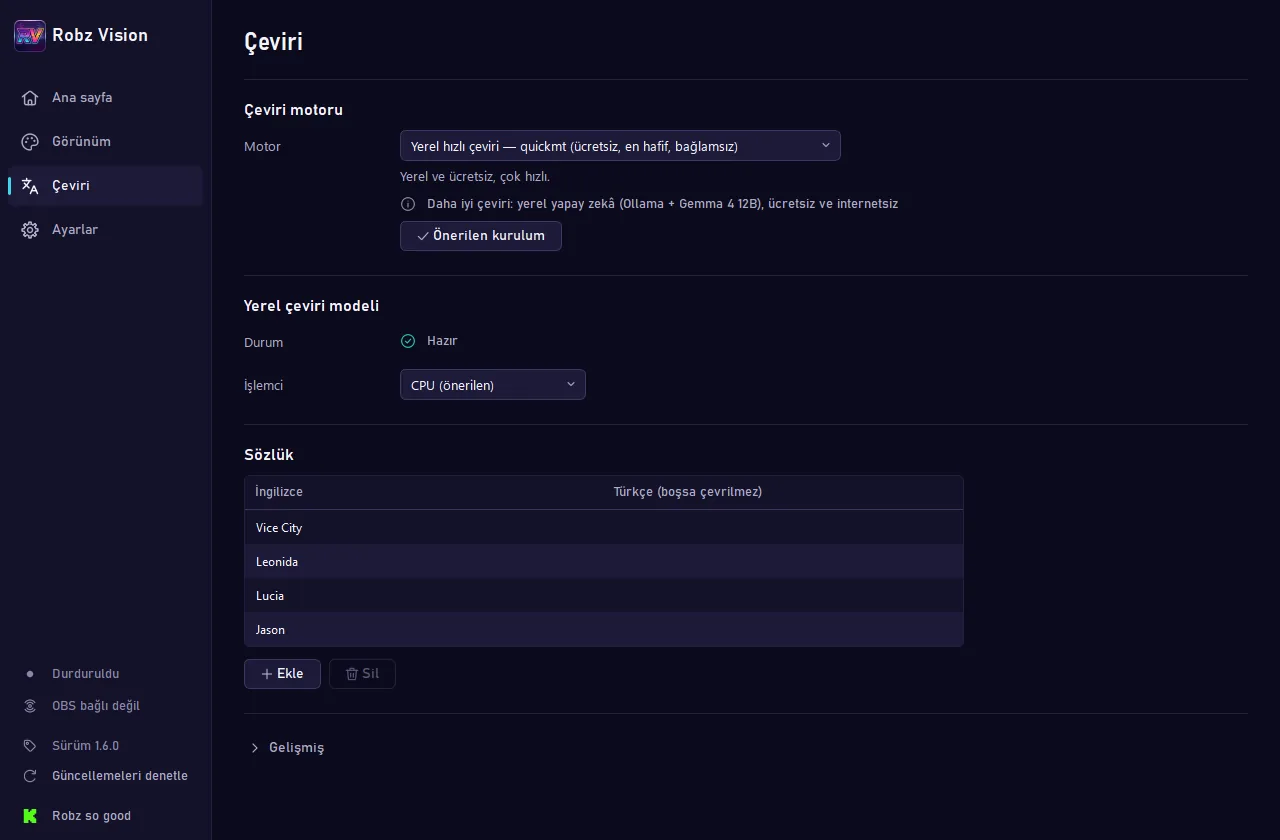 Robz Vision
Ana sayfa
Görünüm
Çeviri
Ayarlar
Durduruldu
OBS bağlı değil
Sürüm 1.6.0
Güncellemeleri denetle
Robz so good
Çeviri
Çeviri motoru
Motor
Yerel hızlı çeviri — quickmt (ücretsiz, en hafif, bağlamsız)
Yerel ve ücretsiz, çok hızlı.
Daha iyi çeviri: yerel yapay zekâ (Ollama + Gemma 4 12B), ücretsiz ve internetsiz
Önerilen kurulum
Yerel çeviri modeli
Durum
Hazır
İşlemci
CPU (önerilen)
Sözlük
İngilizce
Türkçe (boşsa çevrilmez)
Vice City
Leonida
Lucia
Jason
Ekle
Sil
Gelişmiş